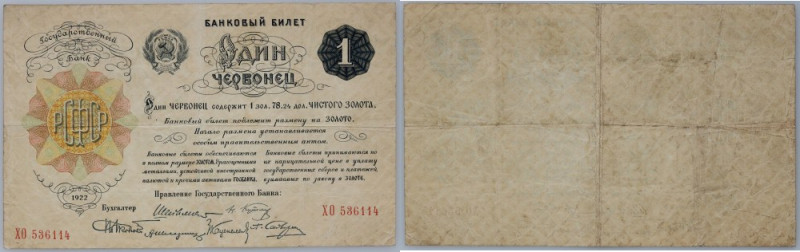 БАНКОВЫЙ БИЛЕТ
Государственный
Банк
ОДИН
ЧЕРВОНЕЦ
1
РСФСР
Один ЧЕРВОНЕЦ содержит 1 зол. 78,24 дол. ЧИСТОГО ЗОЛОТА.
Банковый билет подлежит размену на ЗОЛОТО.
Начало размена устанавливается
особым правительственным актом.
Банковые билеты обеспечиваются
в полном размере ЗОЛОТОМ, драгоценными
металлами, устойчивой иностранной
валютой и прочими активами ГОСБАНКА.
Банковые билеты принимаются по
их нарицательной цене в уплату
государственных сборов и платежей
взимаемых по закону в ЗОЛОТЕ.
1922
Правление Государственного Банка:
Бухгалтер
ХО 536114
ХО 536114